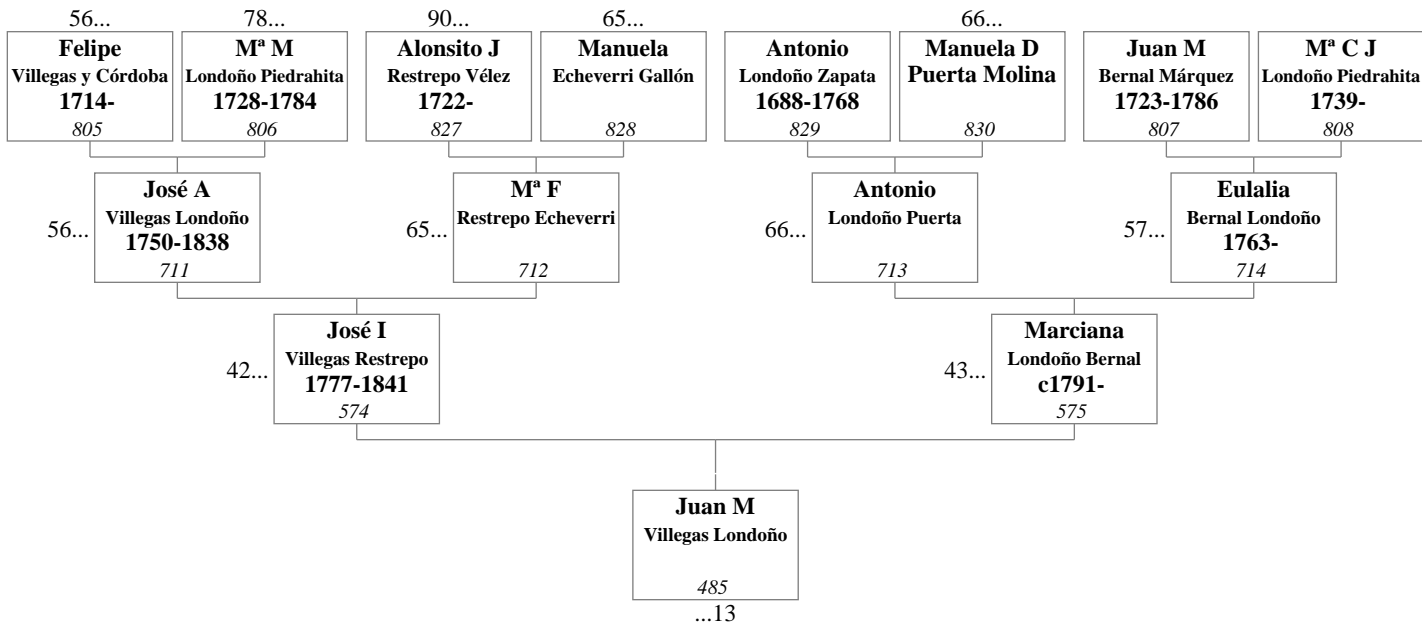 56...
78...
90...
65...
66...
Felipe
Villegas y Córdoba
1714-
805
Mª M
Londoño Piedrahita
1728-1784
806
Alonsito J
Restrepo Vélez
1722-
827
Manuela
Echeverri Gallón
828
Antonio
Londoño Zapata
1688-1768
829
Manuela D
Puerta Molina
830
Juan M
Bernal Márquez
1723-1786
807
Mª C J
Londoño Piedrahita
1739-
808
56...
José A
Villegas Londoño
1750-1838
711
65...
Mª F
Restrepo Echeverri
712
66...
Antonio
Londoño Puerta
713
57...
Eulalia
Bernal Londoño
1763-
714
42...
José I
Villegas Restrepo
1777-1841
574
43...
Marciana
Londoño Bernal
c1791-
575
Juan M
Villegas Londoño
485
...13